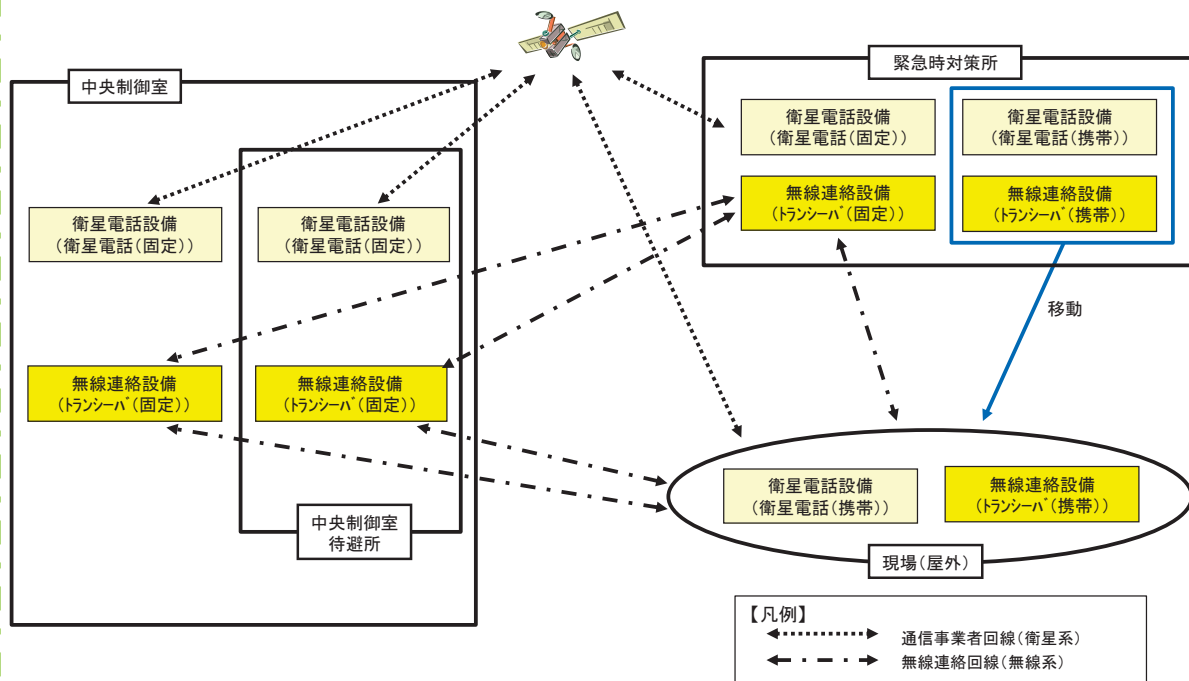 中央制御室
衛星電話設備
(衛星電話(固定))
衛星電話設備
(衛星電話(固定))
無線連絡設備
(トランシーバ(固定))
無線連絡設備
(トランシーバ(固定))
中央制御室
待避所
緊急時対策所
衛星電話設備
(衛星電話(固定))
衛星電話設備
(衛星電話(携帯))
無線連絡設備
(トランシーバ(固定))
無線連絡設備
(トランシーバ(携帯))
移動
衛星電話設備
(衛星電話(携帯))
無線連絡設備
(トランシーバ(携帯))
現場(屋外)
【凡例】
通信事業者回線(衛星系)
無線連絡回線(無線系)